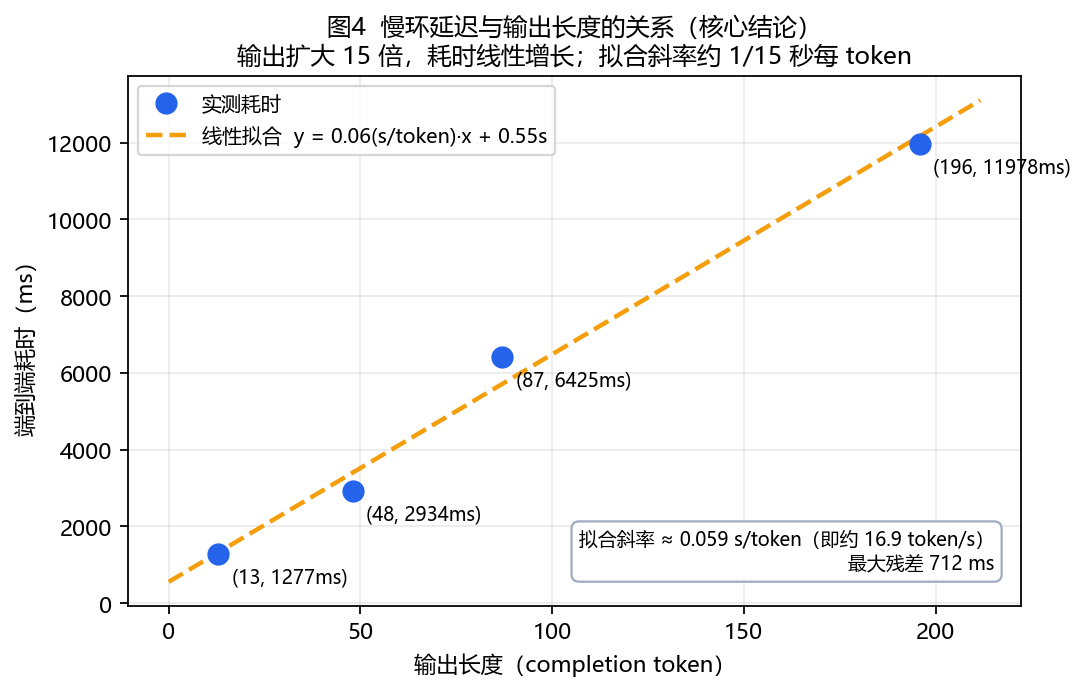 图4  慢环延迟与输出长度的关系（核心结论）
输出扩大 15 倍，耗时线性增长；拟合斜率约 1/15 秒每 token
实测耗时
线性拟合  y = 0.06(s/token)·x + 0.55s
端到端耗时（ms）
12000
10000
8000
6000
4000
2000
0
(196, 11978ms)
(87, 6425ms)
(48, 2934ms)
(13, 1277ms)
拟合斜率 ≈ 0.059 s/token（即约 16.9 token/s）
最大残差 712 ms
0
50
100
150
200
输出长度（completion token）